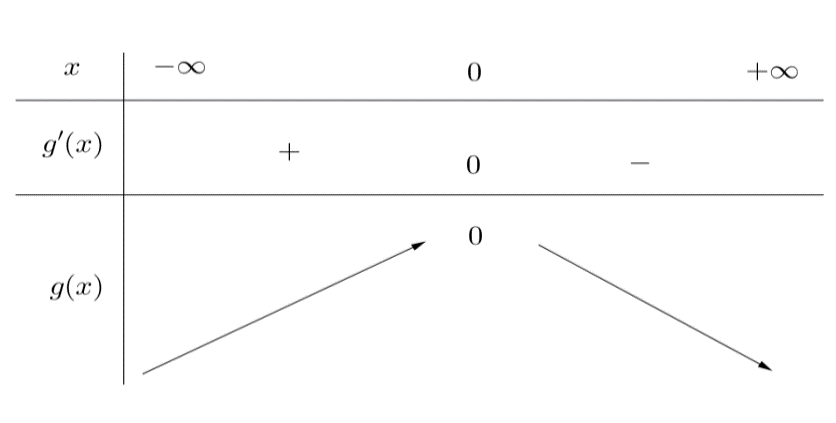 x −∞ 0 +∞
g′(x) + 0 −
0
g(x)